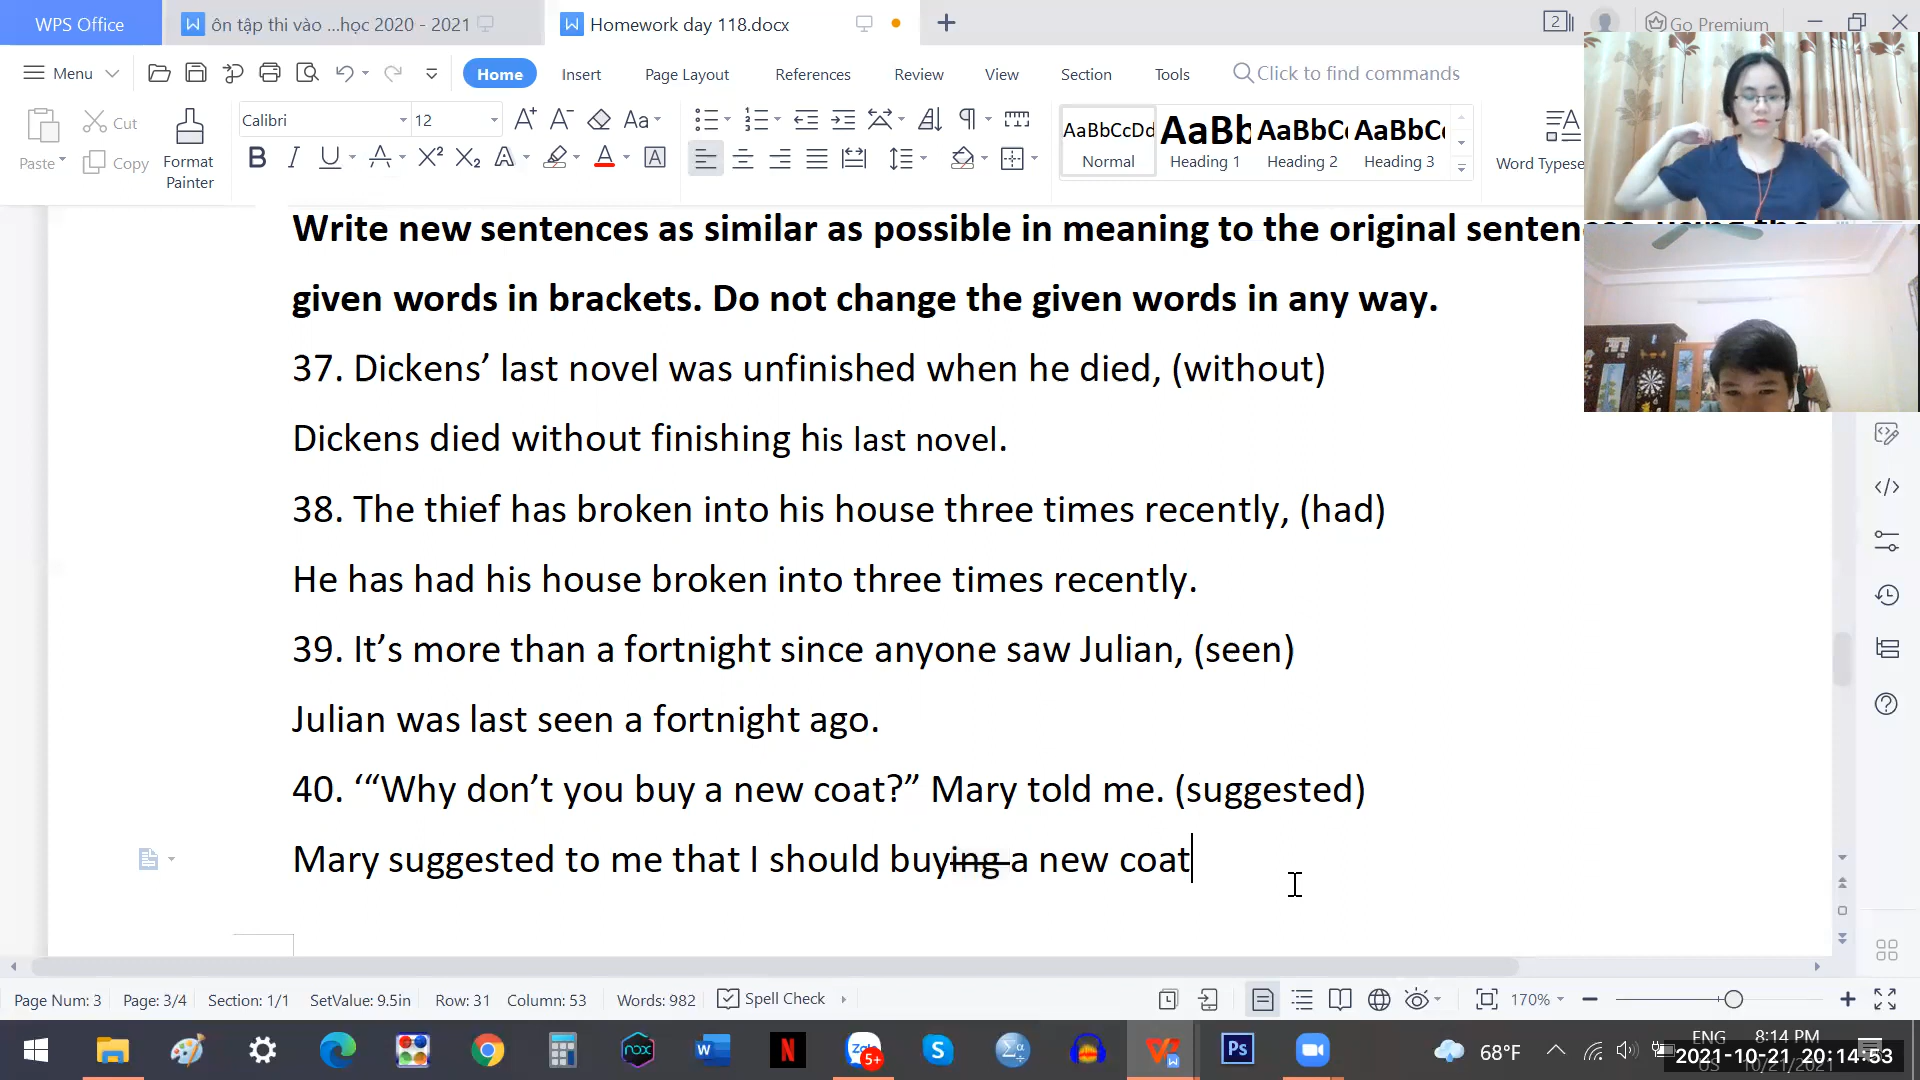 WPS Office
ôn tập thi vào ...học 2020 - 2021
Homework day 118.docx
2
Go Premium
Menu
Home
Insert
Page Layout
References
Review
View
Section
Tools
Click to find commands
Paste
Cut
Copy
Format Painter
Calibri
12
AaBbCcDd
Normal
AaBb
Heading 1
AaBbC
Heading 2
AaBbC
Heading 3
Word Typese
Write new sentences as similar as possible in meaning to the original
given words in brackets. Do not change the given words in any way.
37. Dickens’ last novel was unfinished when he died, (without)
Dickens died without finishing his last novel.
38. The thief has broken into his house three times recently, (had)
He has had his house broken into three times recently.
39. It’s more than a fortnight since anyone saw Julian, (seen)
Julian was last seen a fortnight ago.
40. ‘“Why don’t you buy a new coat?” Mary told me. (suggested)
Mary suggested to me that I should buying a new coat
Page Num: 3
Page: 3/4
Section: 1/1
SetValue: 9.5in
Row: 31
Column: 53
Words: 982
Spell Check
170%
68°F
ENG
8:14 PM
2021-10-21 20:14:53